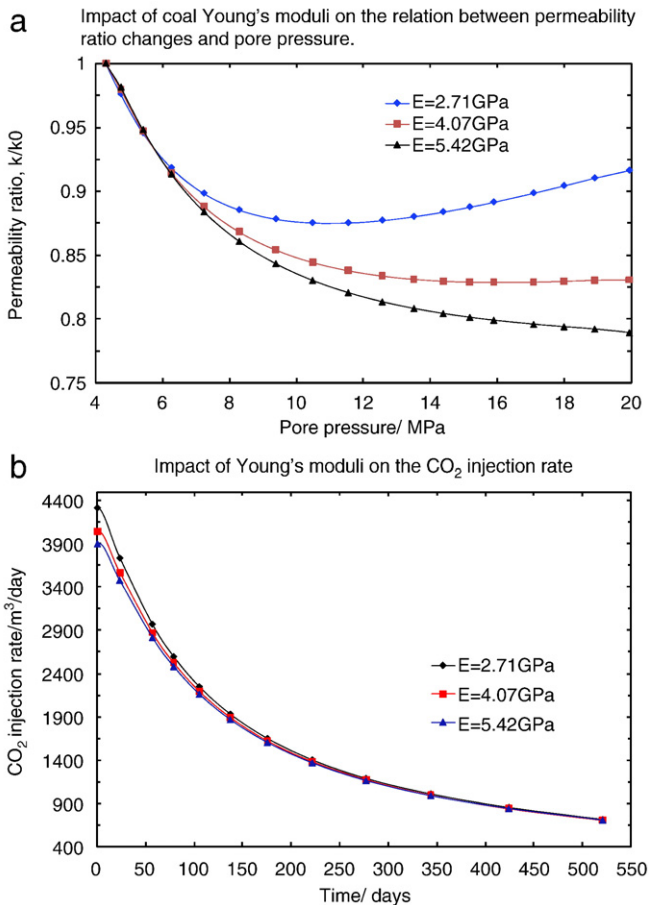 a
Impact of coal Young's moduli on the relation between permeability
ratio changes and pore pressure.
Permeability ratio, k/k0
1
0.95
0.9
0.85
0.8
0.75
E=2.71GPa
E=4.07GPa
E=5.42GPa
4 6 8 10 12 14 16 18 20
Pore pressure/ MPa
b
Impact of Young's moduli on the CO2 injection rate
CO2 injection rate/m3/day
4400
3900
3400
2900
2400
1900
1400
900
400
E=2.71GPa
E=4.07GPa
E=5.42GPa
0 50 100 150 200 250 300 350 400 450 500 550
Time/ days